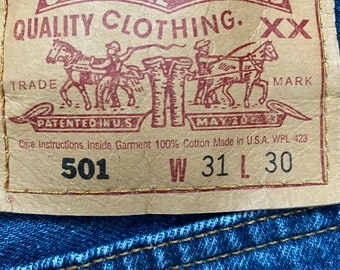 QUALITY CLOTHING. XX
TRADE MARK
PATENTED IN U.S. MAY 20 1873
Care Instructions Inside Garment 100% Cotton Made in U.S.A. WPL 423
501 W 31 L 30
®